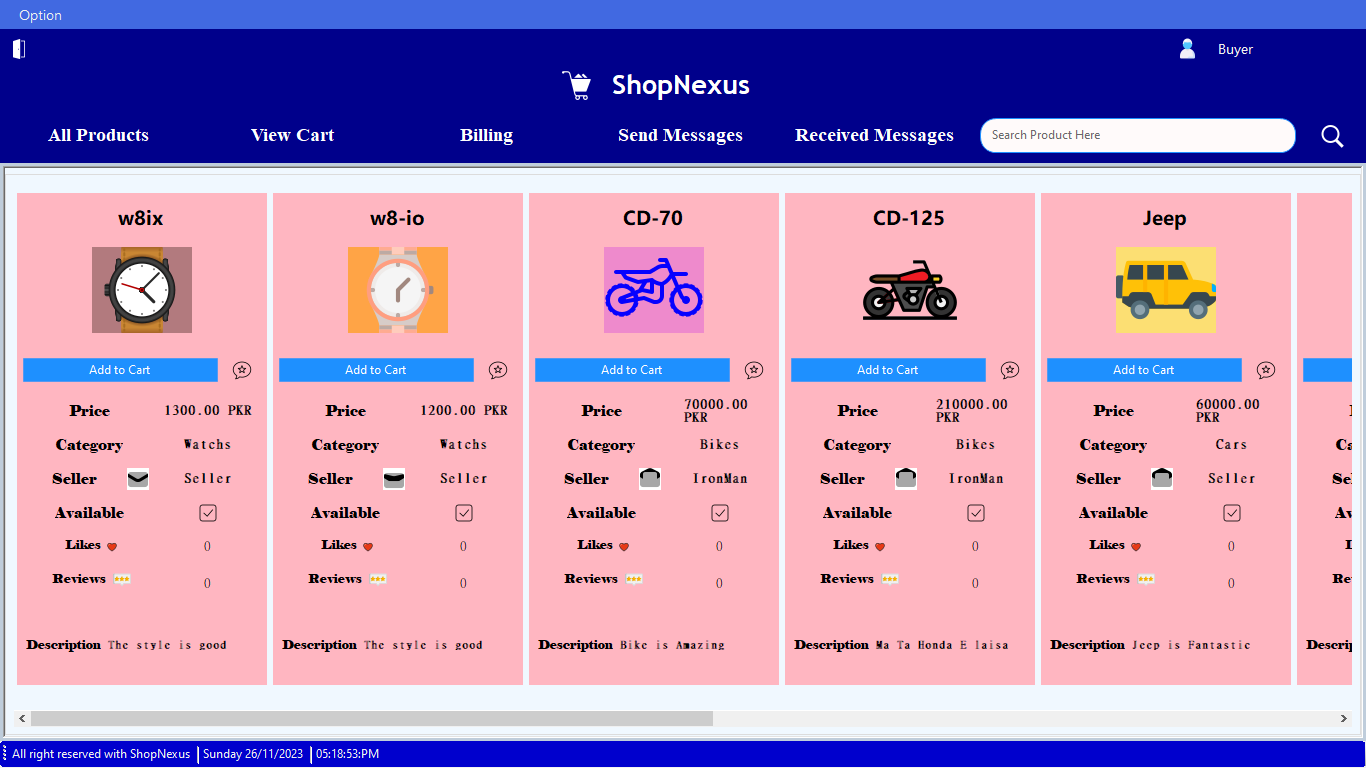 Option
Buyer
ShopNexus
All Products View Cart Billing Send Messages Received Messages Search Product Here
w8ix w8-io CD-70 CD-125 Jeep
Add to Cart Add to Cart Add to Cart Add to Cart Add to Cart
Price 1300.00 PKR Price 1200.00 PKR Price 70000.00 PKR Price 210000.00 PKR Price 60000.00 PKR
Category Watchs Category Watchs Category Bikes Category Bikes Category Cars
Seller Seller Seller Seller Seller IronMan Seller IronMan Seller Seller
Available Available Available Available Available
Likes 0 Likes 0 Likes 0 Likes 0 Likes 0
Reviews 0 Reviews 0 Reviews 0 Reviews 0 Reviews 0
Description The style is good Description The style is good Description Bike is Amazing Description Ma Ta Honda E laisa Description Jeep is Fantastic
All right reserved with ShopNexus Sunday 26/11/2023 05:18:53:PM